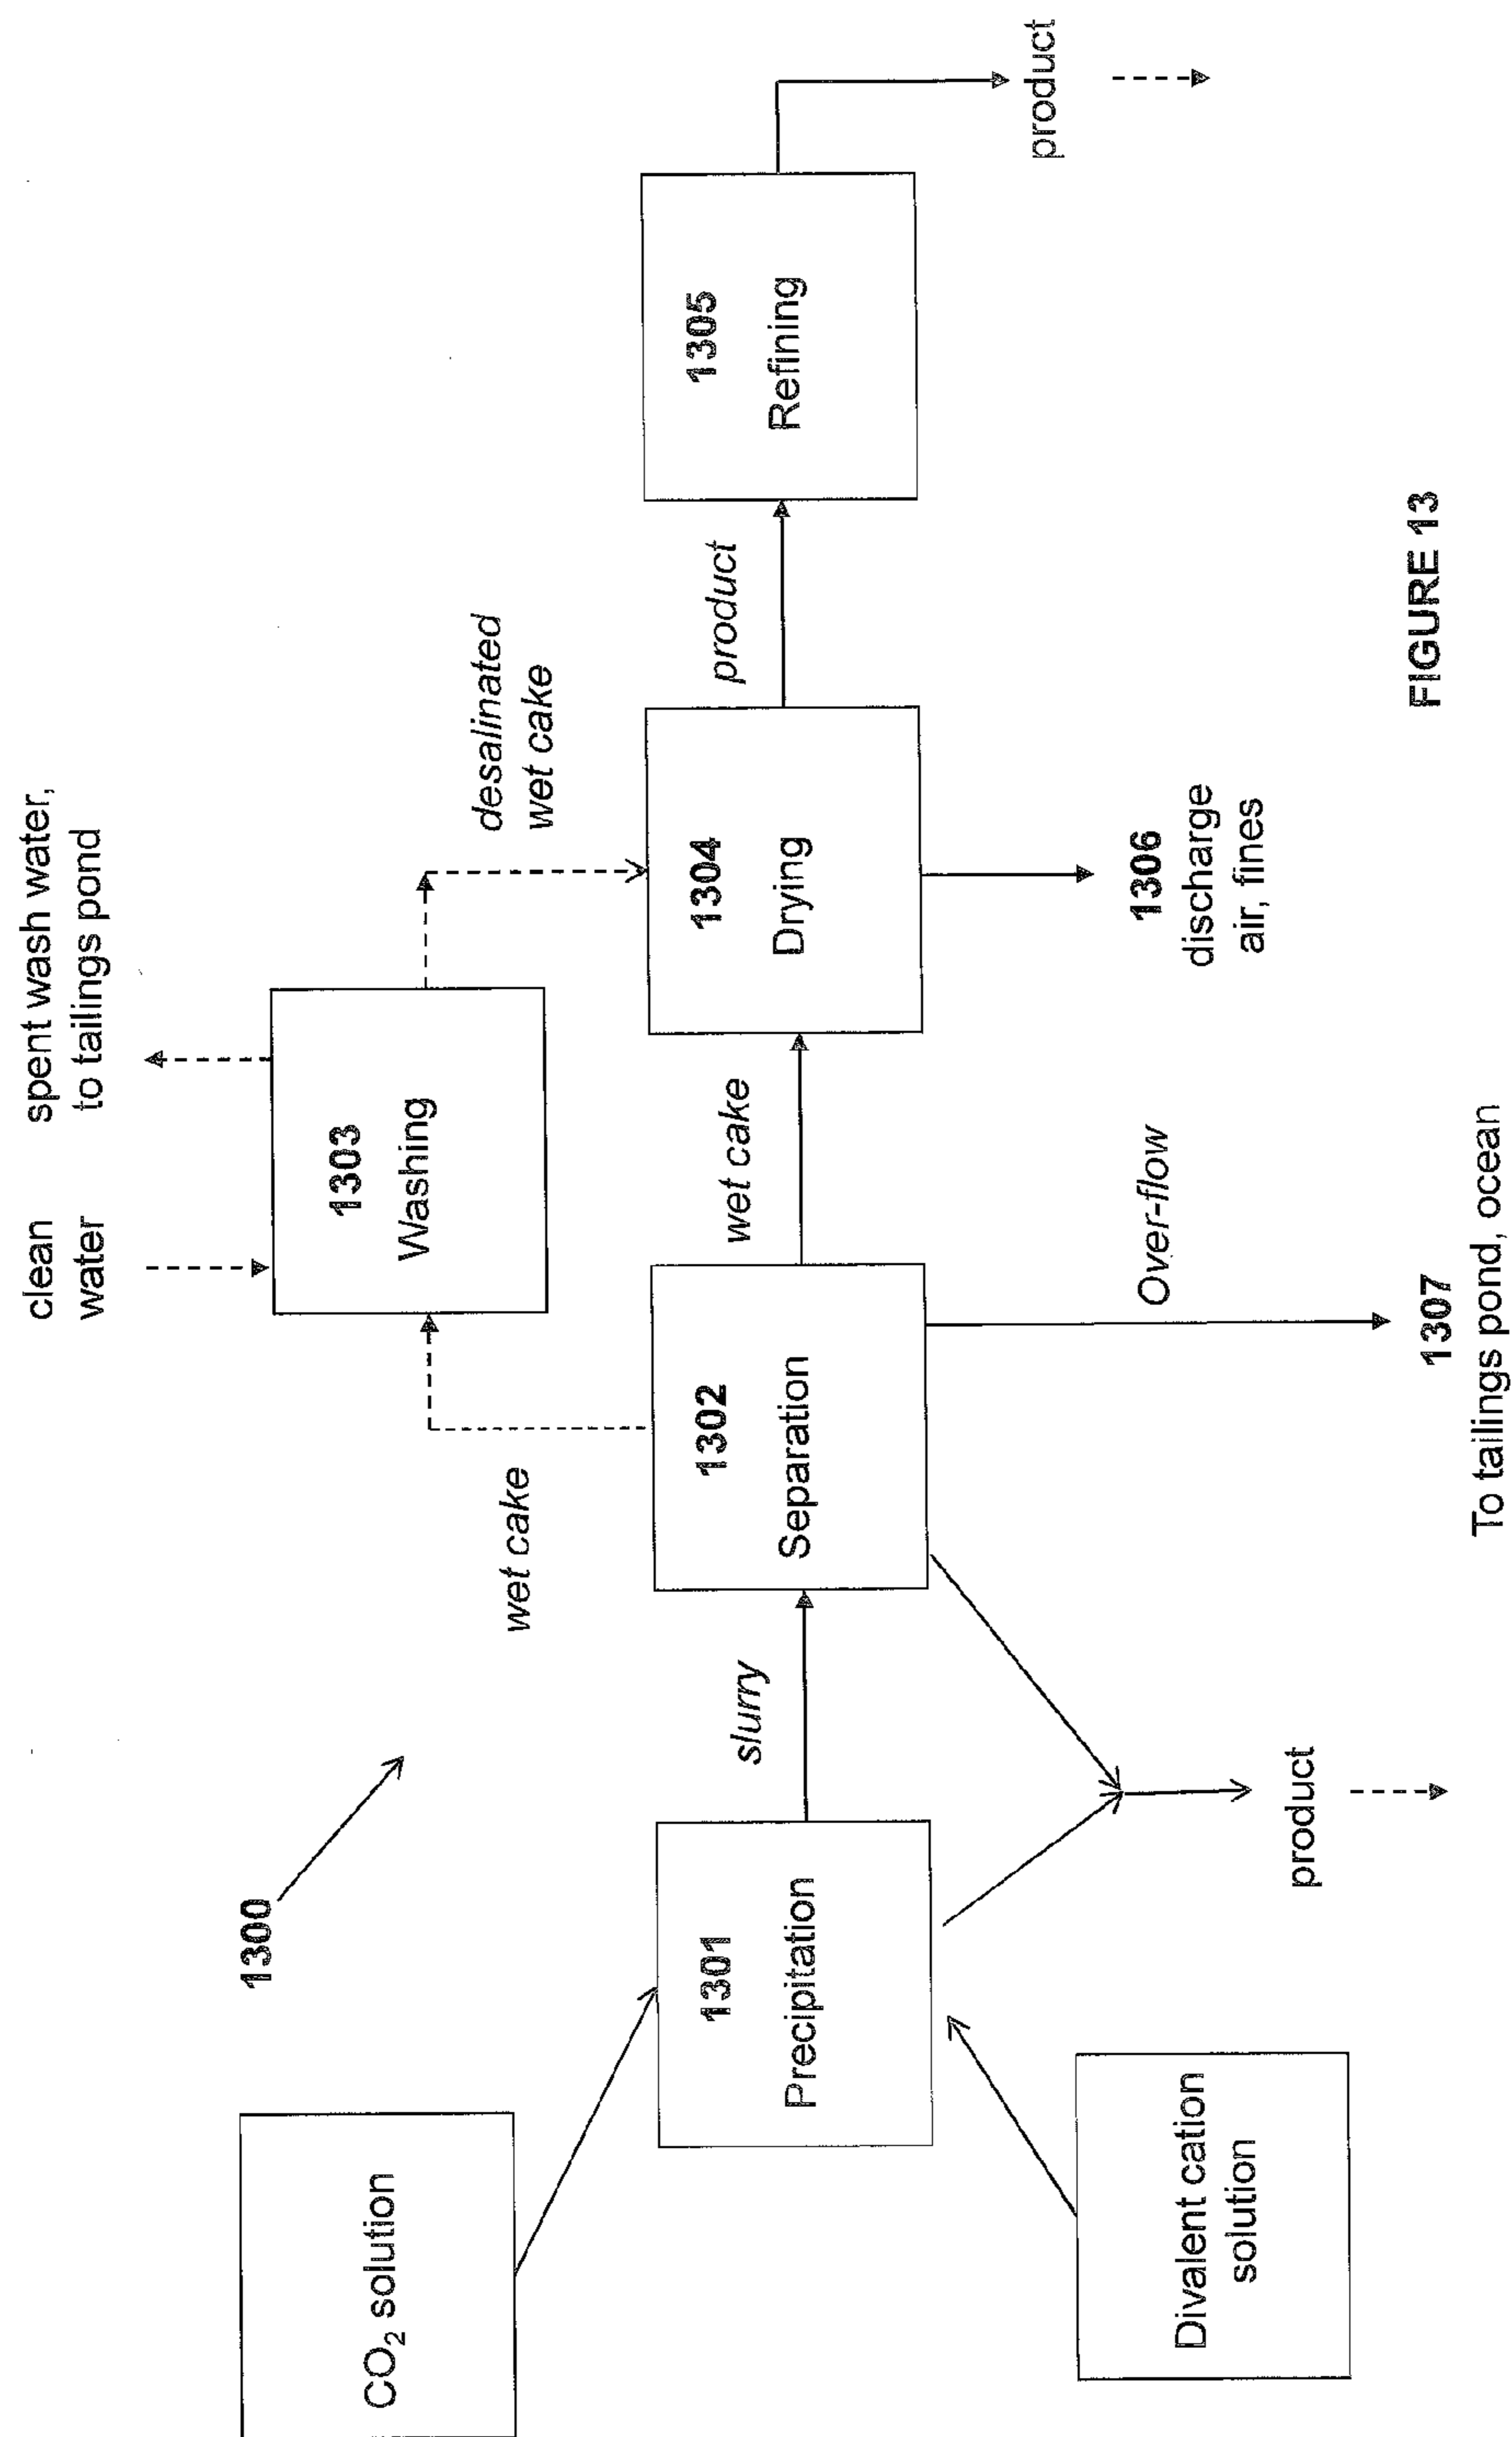 clean
water
spent wash water,
to tailings pond
1300
CO₂ solution
1303
Washing
wet cake
desalinated
wet cake
1301
Precipitation
slurry
1302
Separation
wet cake
1304
Drying
product
1305
Refining
product
Divalent cation
solution
product
Over-flow
1307
To tailings pond, ocean
1306
discharge
air, fines
FIGURE 13